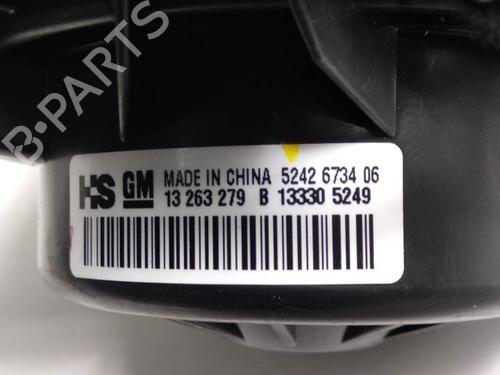 B-PARTS
HS GM MADE IN CHINA 5242 6734 06
13 263 279 B 13330 5249